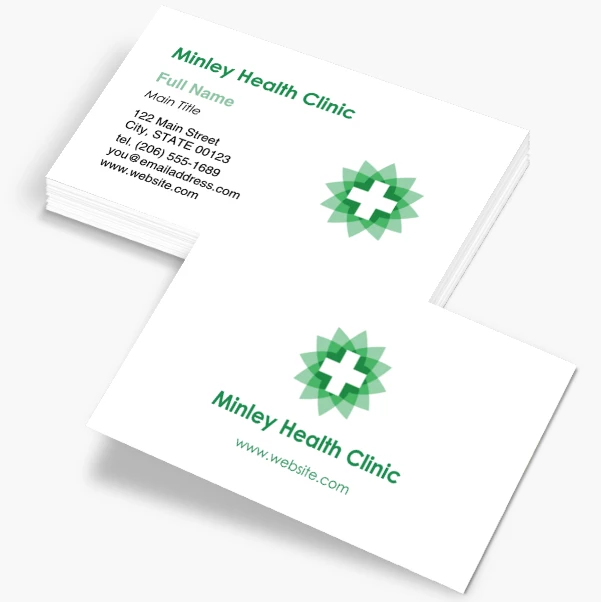 Minley Health Clinic
Full Name
Main Title
122 Main Street
City, STATE 00123
tel. (206) 555-1689
you@emailaddress.com
www.website.com
Minley Health Clinic
www.website.com